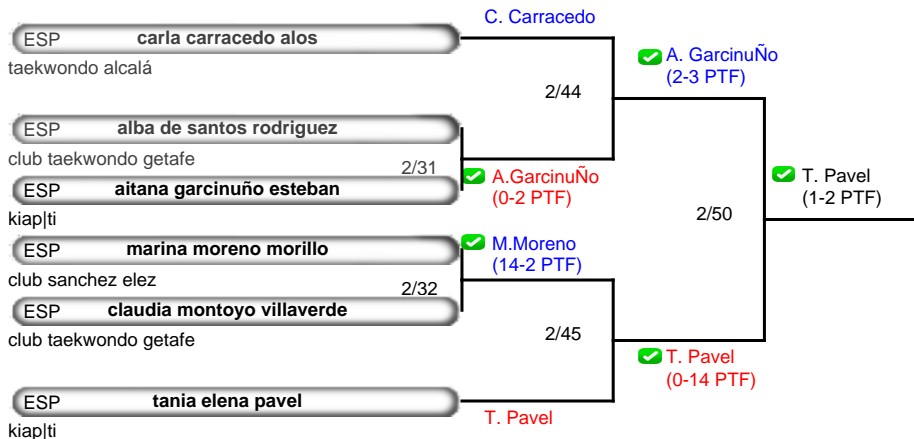 C. Carracedo
ESP carla carracedo alos
taekwondo alcalá
A. GarcinuÑo
(2-3 PTF)
2/44
ESP alba de santos rodriguez
club taekwondo getafe
2/31
A.GarcinuÑo
(0-2 PTF)
ESP aitana garcinuño esteban
kiap|ti
T. Pavel
(1-2 PTF)
2/50
ESP marina moreno morillo
club sanchez elez
M.Moreno
(14-2 PTF)
2/32
ESP claudia montoyo villaverde
club taekwondo getafe
2/45
T. Pavel
(0-14 PTF)
ESP tania elena pavel
kiap|ti
T. Pavel